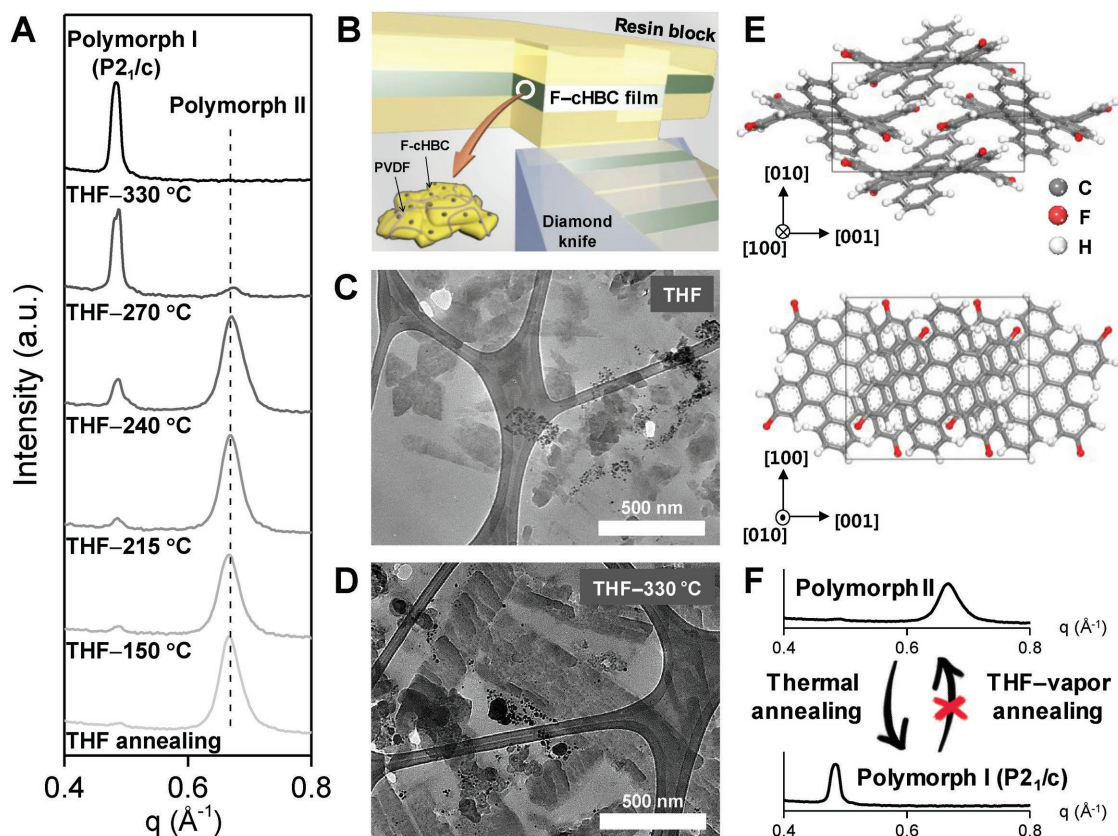 A
Intensity (a.u.)
Polymorph I
(P2₁/c)
Polymorph II
THF–330 °C
THF–270 °C
THF–240 °C
THF–215 °C
THF–150 °C
THF annealing
0.4 0.6 0.8
q (Å⁻¹)
B
Resin block
F–cHBC film
F-cHBC
PVDF
Diamond
knife
C
THF
500 nm
D
THF–330 °C
500 nm
E
[010]
[100] [001]
C
F
H
[100]
[010] [001]
F
Polymorph II
0.4 0.6 0.8 q (Å⁻¹)
Thermal
annealing
THF–vapor
annealing
Polymorph I (P2₁/c)
0.4 0.6 0.8 q (Å⁻¹)